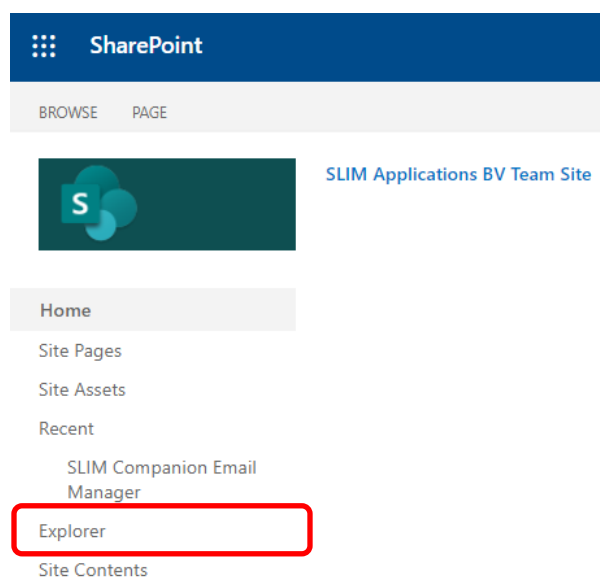 SharePoint
BROWSE PAGE
S
SLIM Applications BV Team Site
Home
Site Pages
Site Assets
Recent
SLIM Companion Email
Manager
Explorer
Site Contents